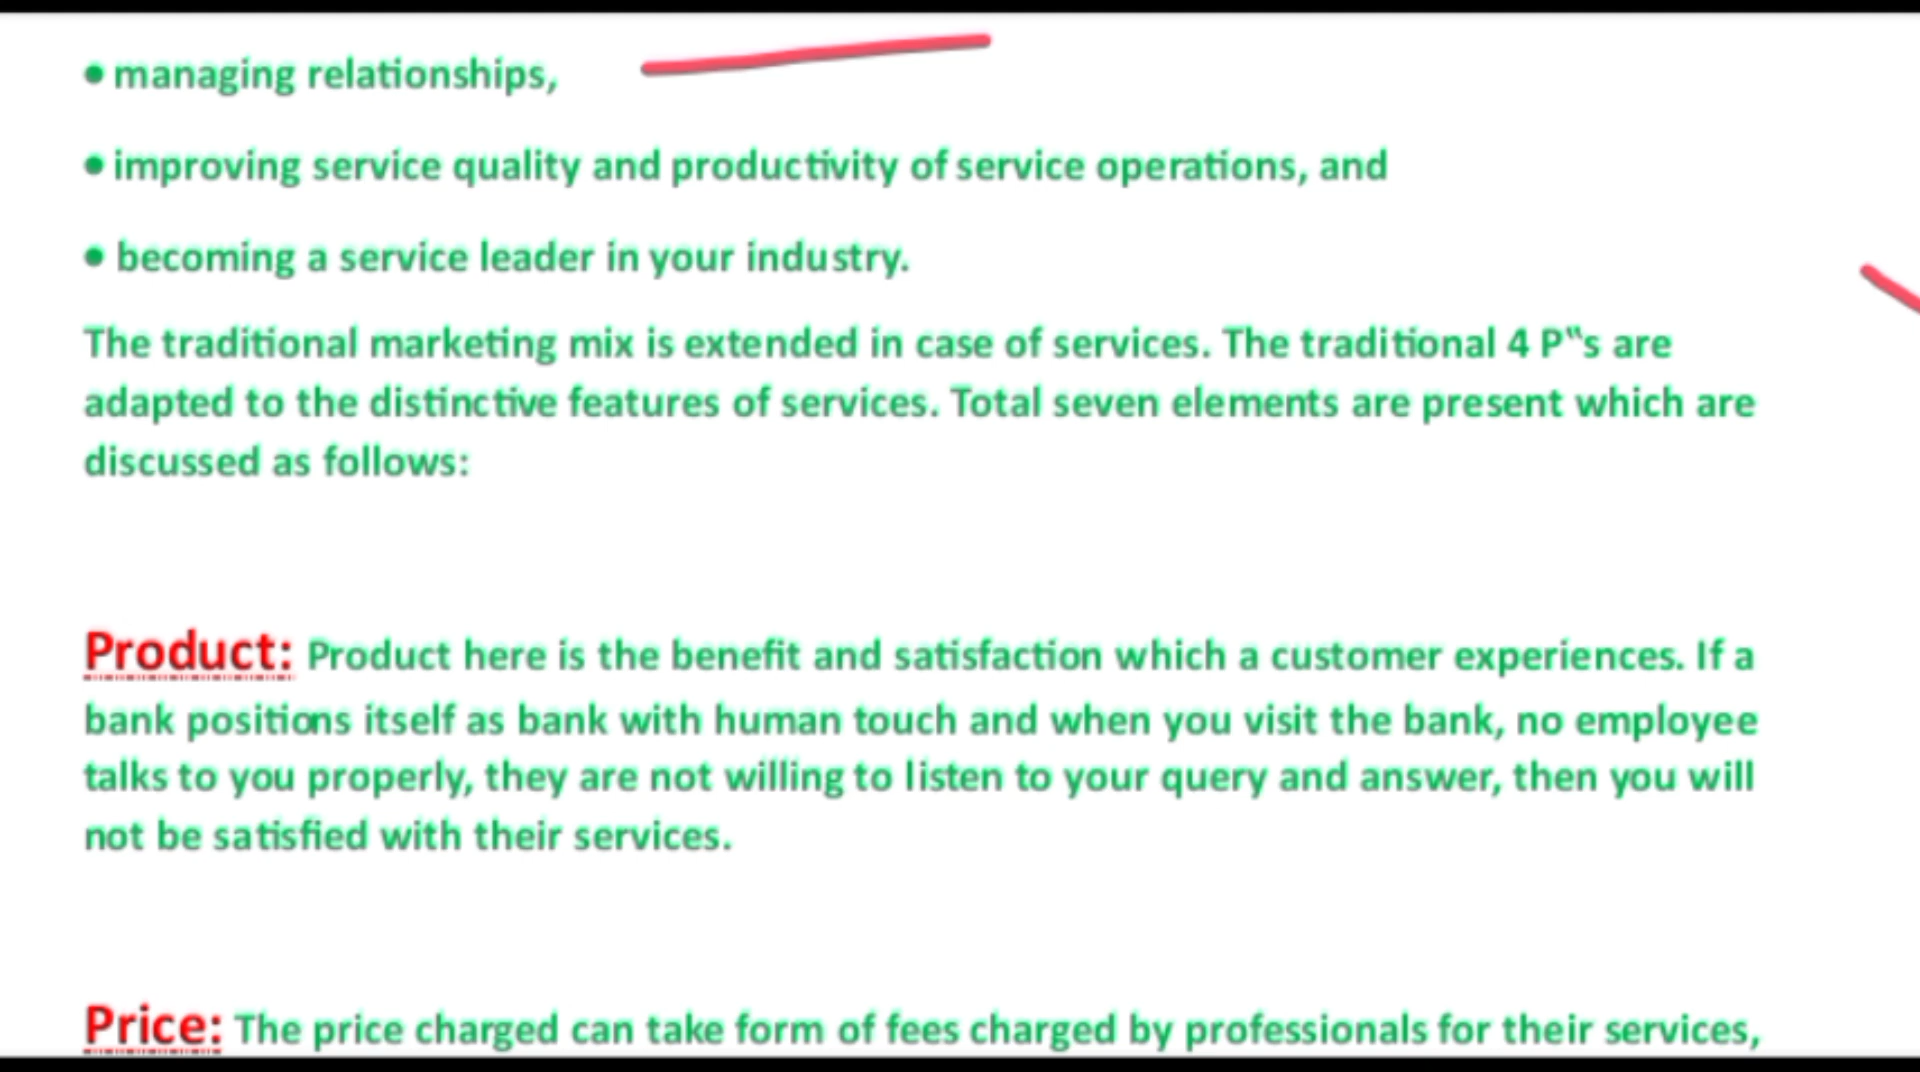 • managing relationships,
• improving service quality and productivity of service operations, and
• becoming a service leader in your industry.
The traditional marketing mix is extended in case of services. The traditional 4 P‟s are
adapted to the distinctive features of services. Total seven elements are present which are
discussed as follows:
Product: Product here is the benefit and satisfaction which a customer experiences. If a
bank positions itself as bank with human touch and when you visit the bank, no employee
talks to you properly, they are not willing to listen to your query and answer, then you will
not be satisfied with their services.
Price: The price charged can take form of fees charged by professionals for their services,